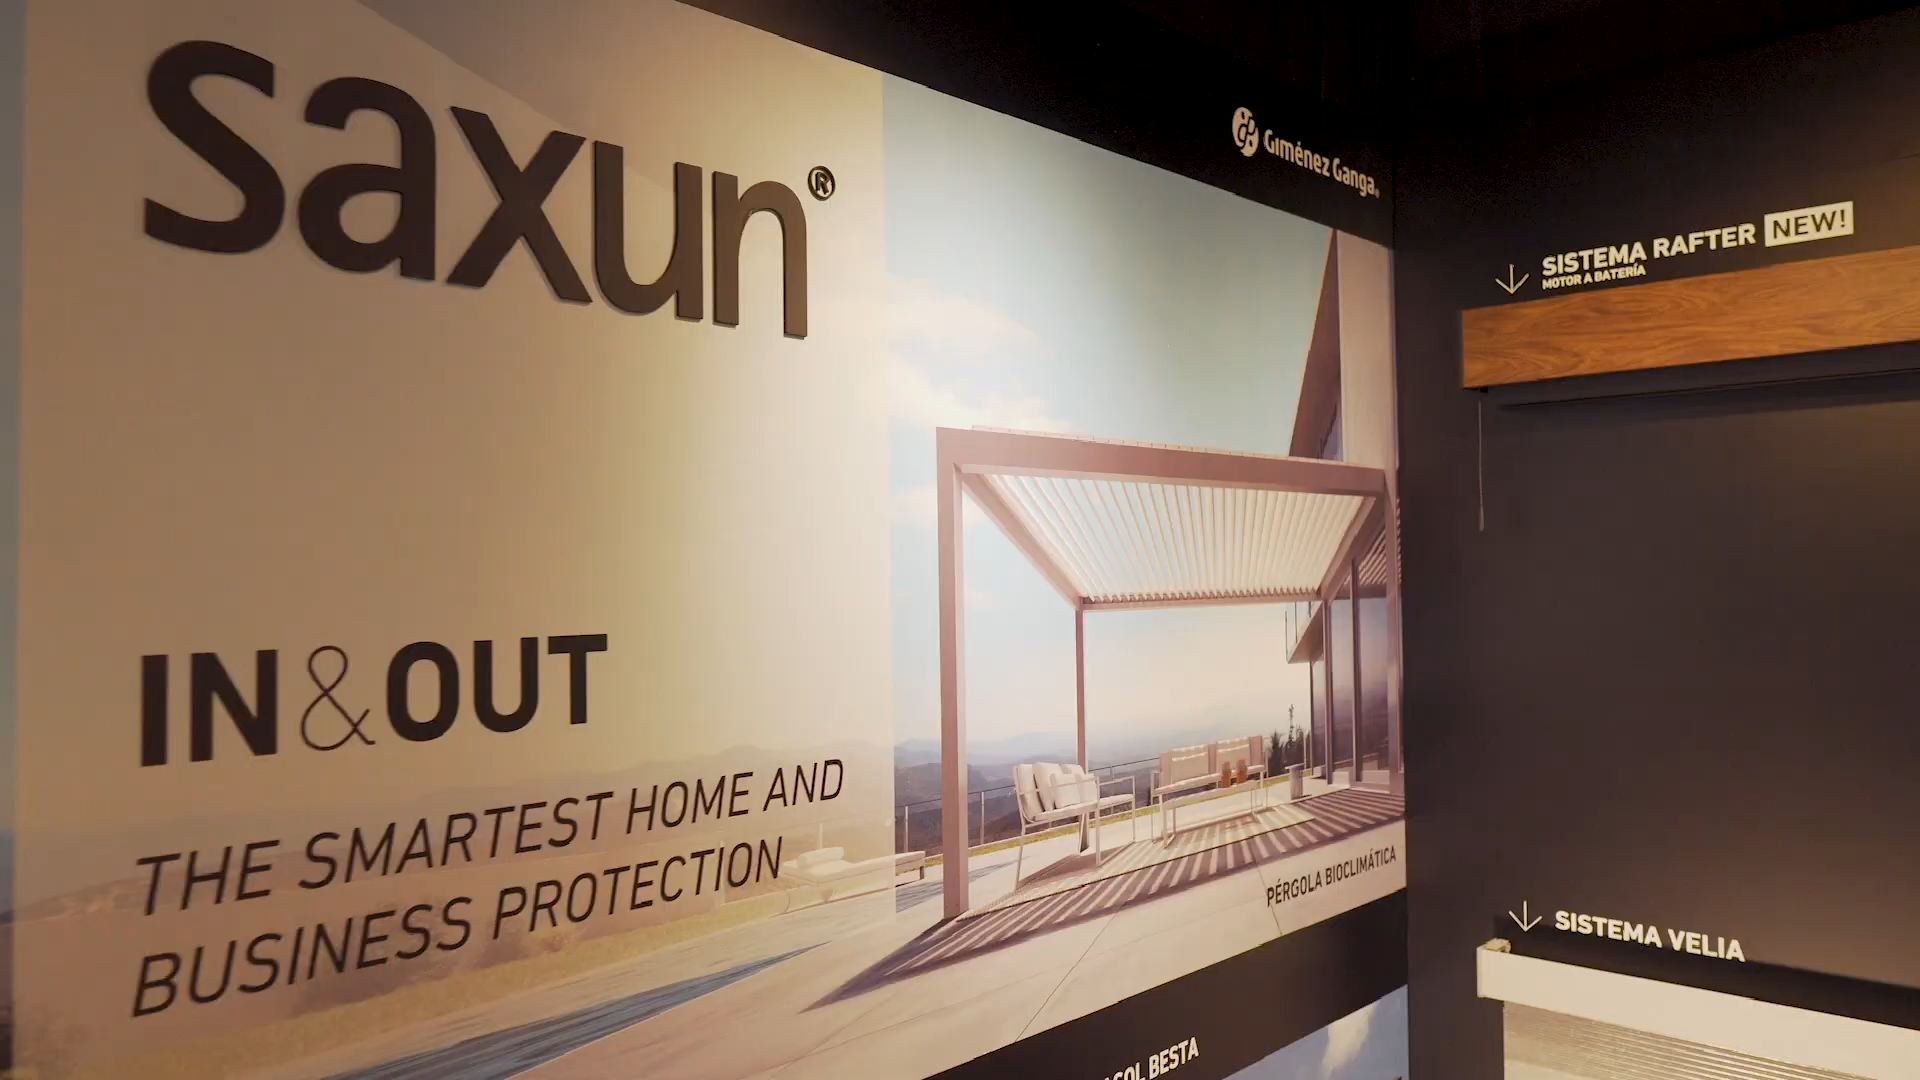 saxun®
IN&OUT
THE SMARTEST HOME AND
BUSINESS PROTECTION
Giménez Ganga®
PÉRGOLA BIOCLIMÁTICA
BESTA
SISTEMA RAFTER NEW!
MOTOR A BATERÍA
SISTEMA VELIA